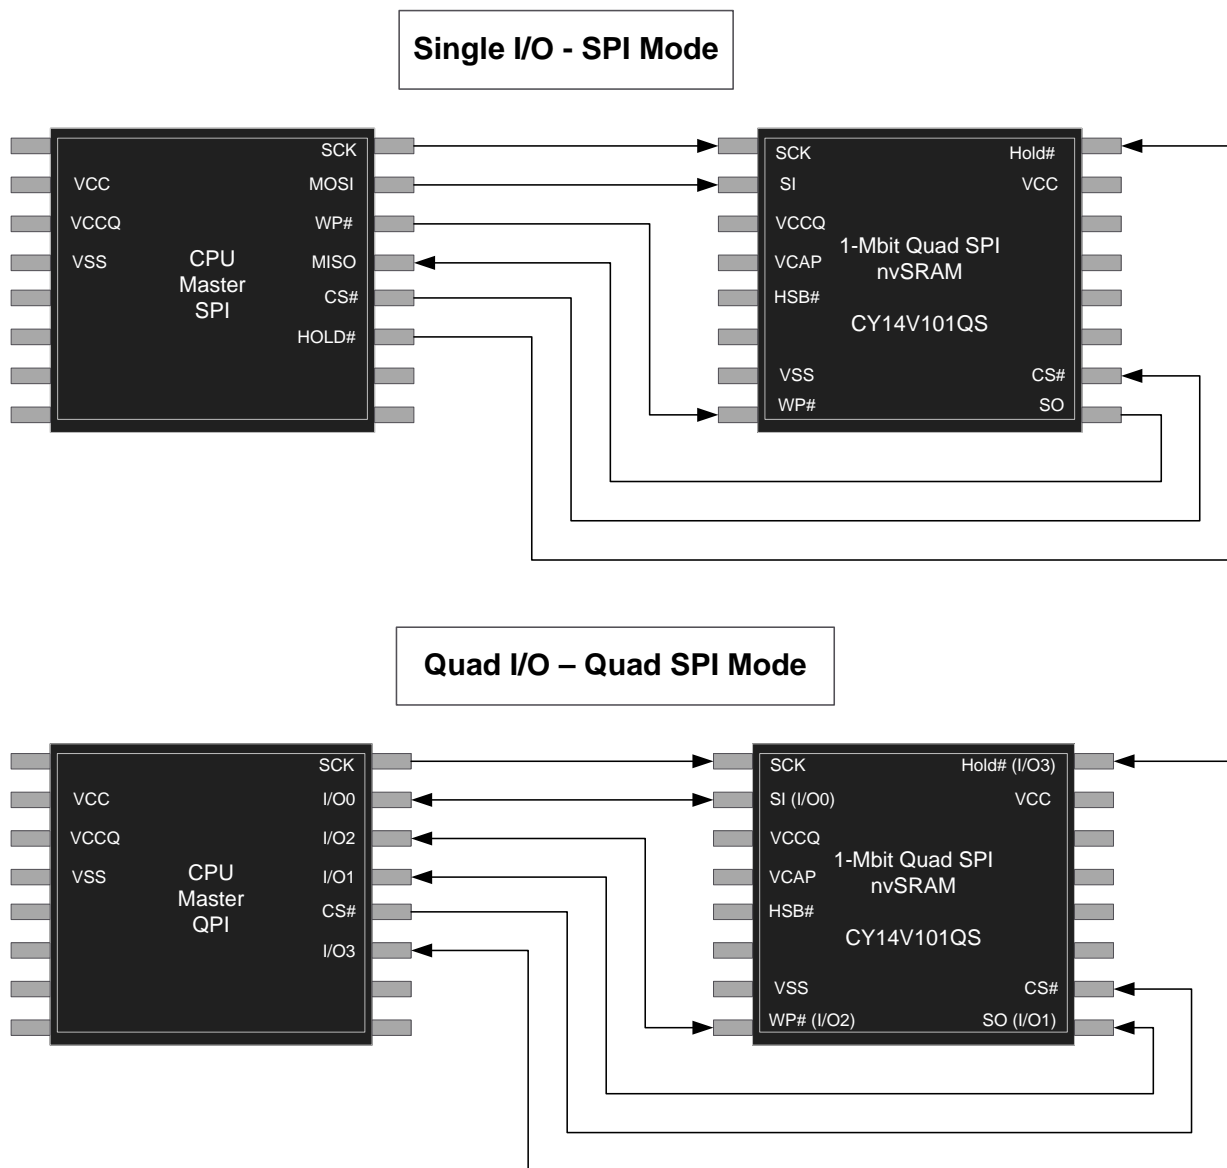 Single I/O - SPI Mode
SCK
VCC
MOSI
VCCQ
WP#
VSS
MISO
CS#
HOLD#
CPU
Master
SPI
SCK
Hold#
SI
VCC
VCCQ
VCAP
HSB#
1-Mbit Quad SPI
nvSRAM
CY14V101QS
VSS
CS#
WP#
SO
Quad I/O – Quad SPI Mode
SCK
VCC
I/O0
VCCQ
I/O2
VSS
I/O1
CS#
I/O3
CPU
Master
QPI
SCK
Hold# (I/O3)
SI (I/O0)
VCC
VCCQ
VCAP
HSB#
1-Mbit Quad SPI
nvSRAM
CY14V101QS
VSS
CS#
WP# (I/O2)
SO (I/O1)